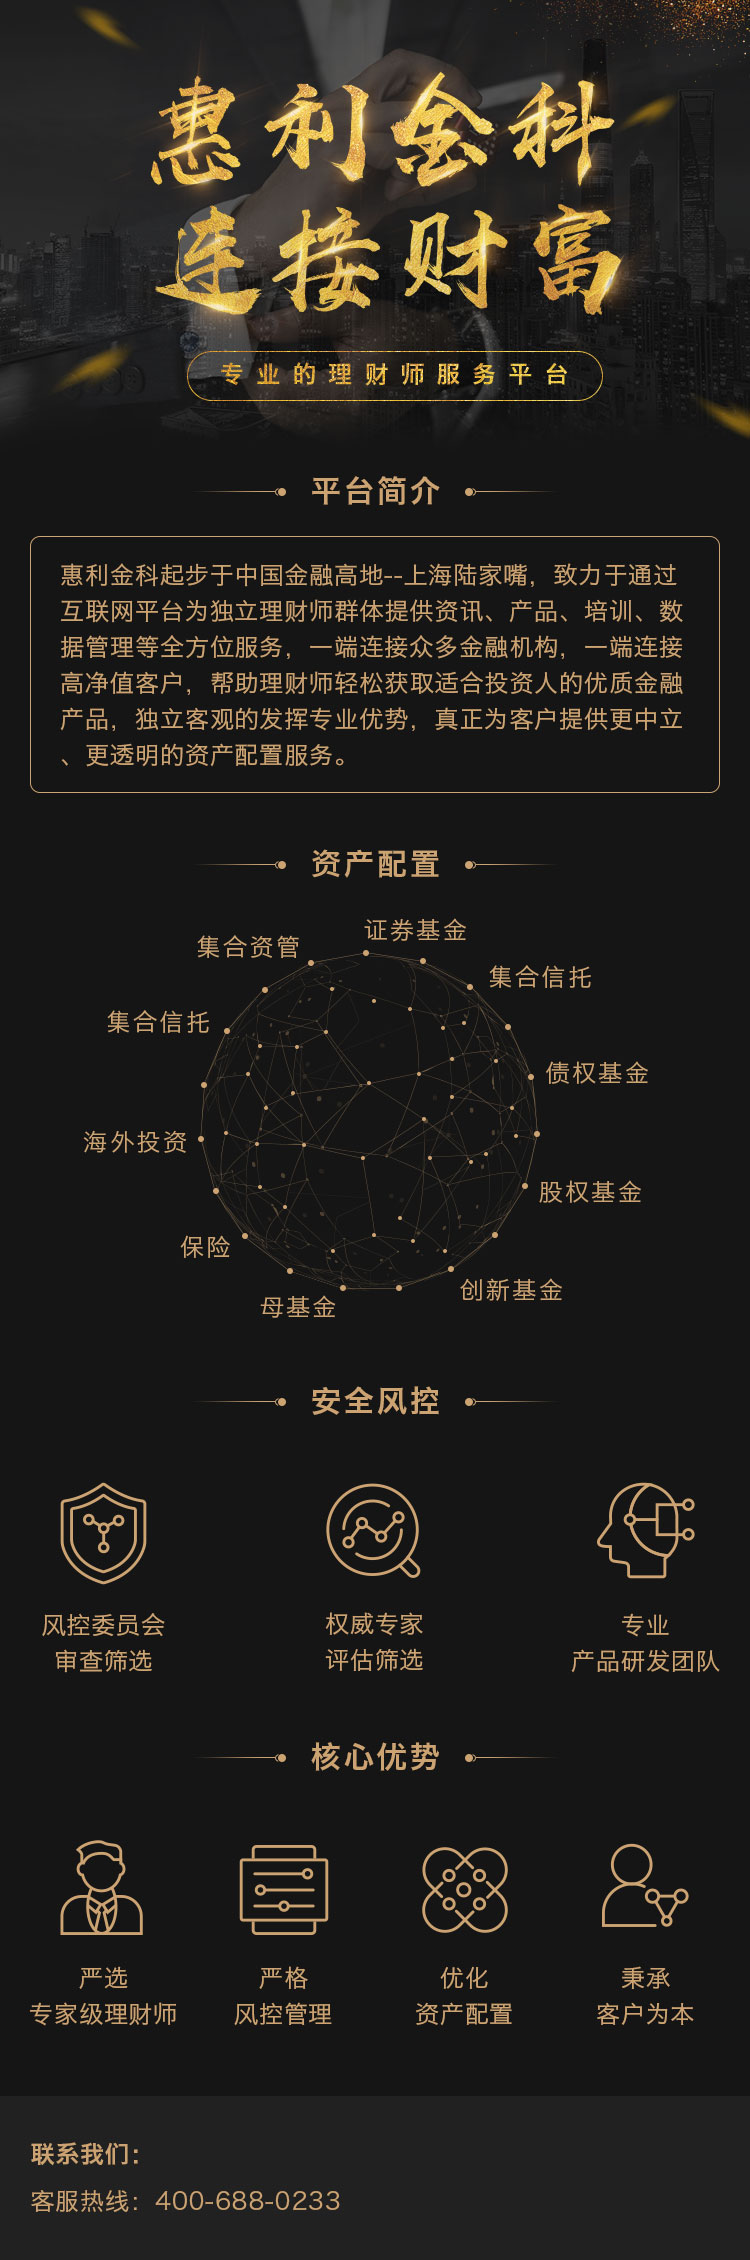 惠利金科
连接财富
专业的理财师服务平台
平台简介
惠利金科起步于中国金融高地--上海陆家嘴，致力于通过
互联网平台为独立理财师群体提供资讯、产品、培训、数
据管理等全方位服务，一端连接众多金融机构，一端连接
高净值客户，帮助理财师轻松获取适合投资人的优质金融
产品，独立客观的发挥专业优势，真正为客户提供更中立
、更透明的资产配置服务。
资产配置
证券基金
集合资管
集合信托
集合信托
债权基金
海外投资
股权基金
保险
创新基金
母基金
安全风控
风控委员会
审查筛选
权威专家
评估筛选
专业
产品研发团队
核心优势
严选
专家级理财师
严格
风控管理
优化
资产配置
秉承
客户为本
联系我们：
客服热线：400-688-0233